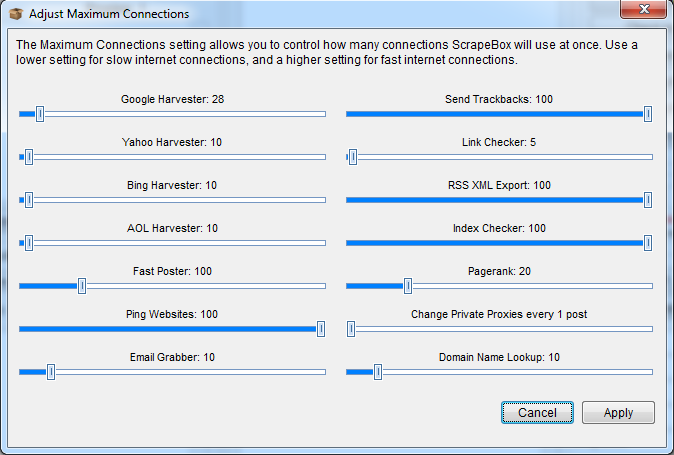 Adjust Maximum Connections
The Maximum Connections setting allows you to control how many connections ScrapeBox will use at once. Use a
lower setting for slow internet connections, and a higher setting for fast internet connections.
Google Harvester: 28
Send Trackbacks: 100
Yahoo Harvester: 10
Link Checker: 5
Bing Harvester: 10
RSS XML Export: 100
AOL Harvester: 10
Index Checker: 100
Fast Poster: 100
Pagerank: 20
Ping Websites: 100
Change Private Proxies every 1 post
Email Grabber: 10
Domain Name Lookup: 10
Cancel
Apply